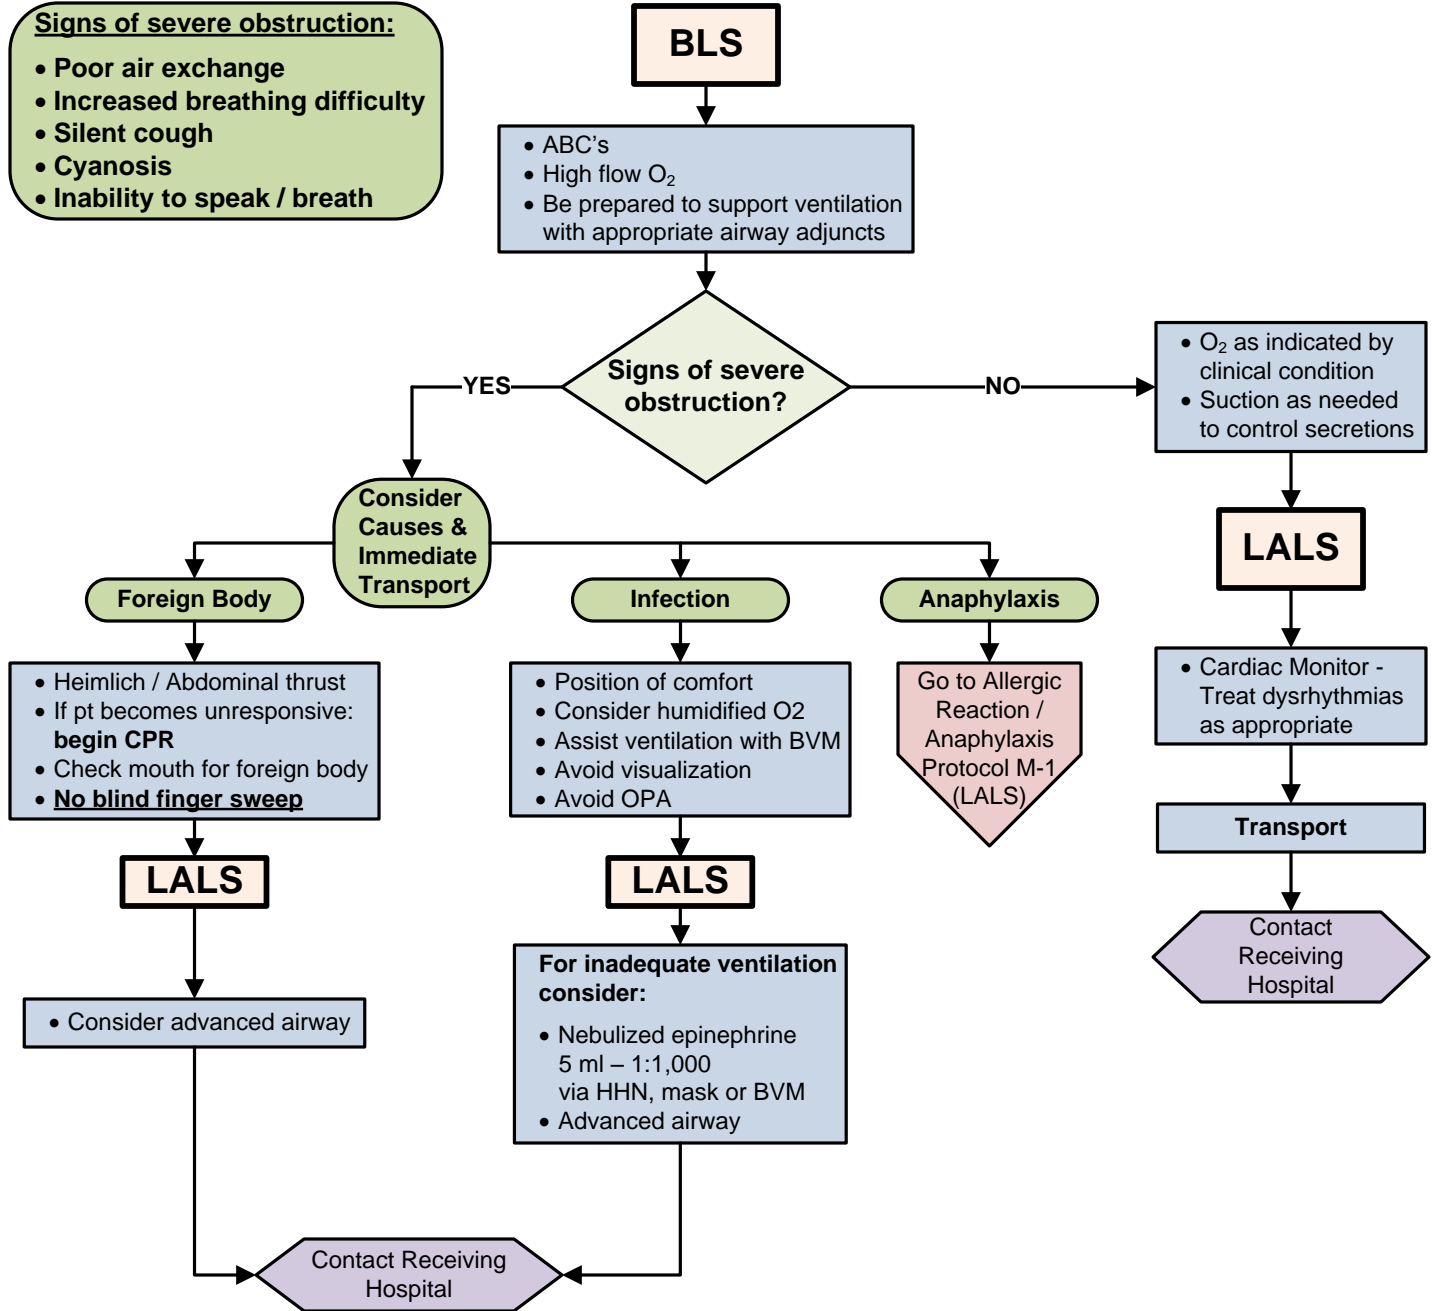 Signs of severe obstruction:
• Poor air exchange
• Increased breathing difficulty
• Silent cough
• Cyanosis
• Inability to speak / breath
BLS
• ABC's
• High flow O₂
• Be prepared to support ventilation
with appropriate airway adjuncts
Signs of severe
obstruction?
YES
NO
• O₂ as indicated by
clinical condition
• Suction as needed
to control secretions
LALS
• Cardiac Monitor -
Treat dysrhythmias
as appropriate
Transport
Contact
Receiving
Hospital
Consider
Causes &
Immediate
Transport
Foreign Body
• Heimlich / Abdominal thrust
• If pt becomes unresponsive:
begin CPR
• Check mouth for foreign body
• No blind finger sweep
LALS
• Consider advanced airway
Infection
• Position of comfort
• Consider humidified O2
• Assist ventilation with BVM
• Avoid visualization
• Avoid OPA
LALS
For inadequate ventilation
consider:
• Nebulized epinephrine
5 ml – 1:1,000
via HHN, mask or BVM
• Advanced airway
Anaphylaxis
Go to Allergic
Reaction /
Anaphylaxis
Protocol M-1
(LALS)
Contact Receiving
Hospital